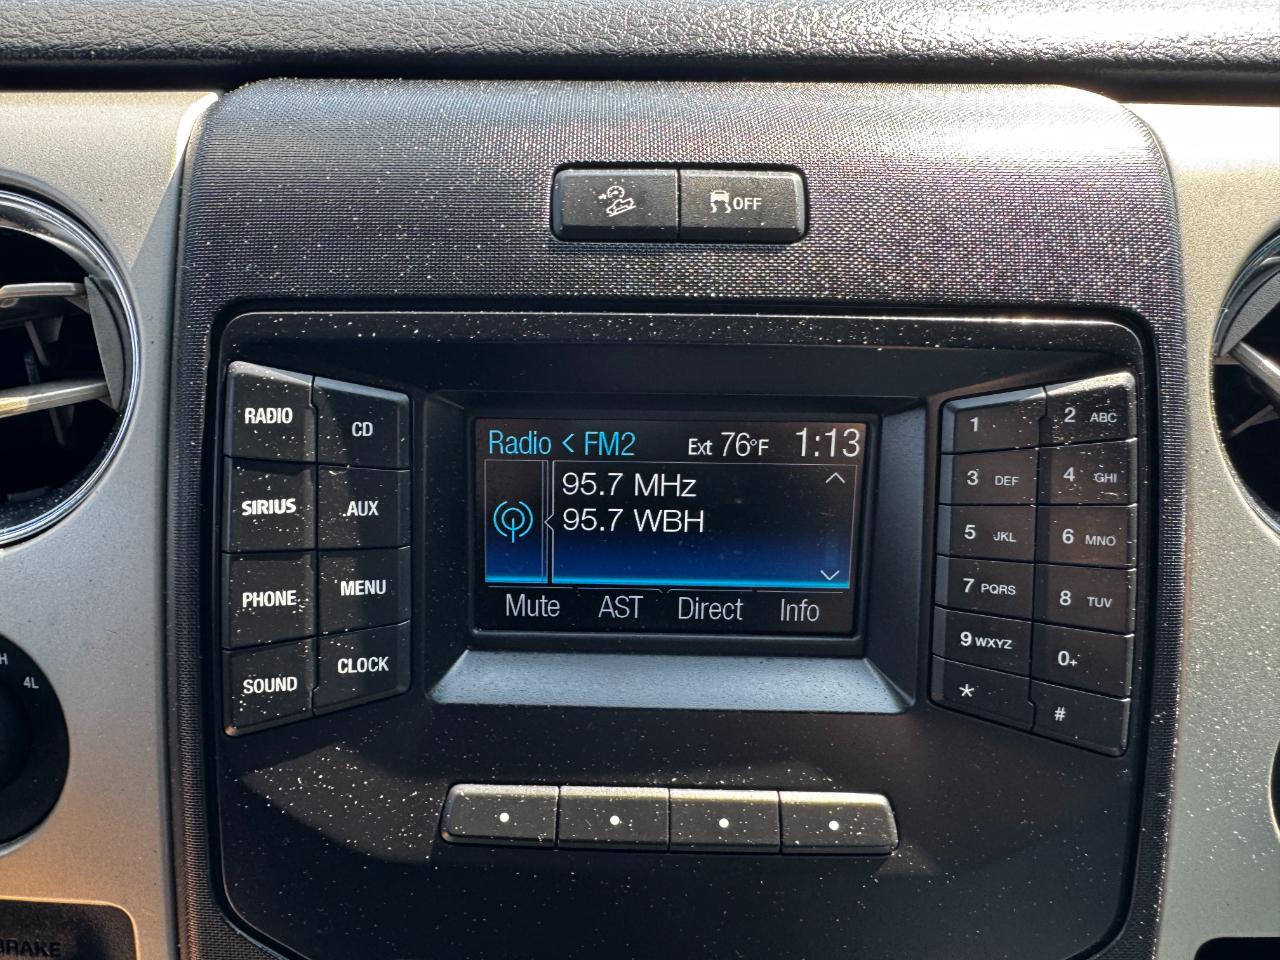 OFF
Radio < FM2 Ext 76°F 1:13
95.7 MHz
95.7 WBH
Mute AST Direct Info
RADIO CD
SIRIUS AUX
PHONE MENU
SOUND CLOCK
1 2 ABC
3 DEF 4 GHI
5 JKL 6 MNO
7 PQRS 8 TUV
9 WXYZ 0+
* #
H
4L
BRAKE